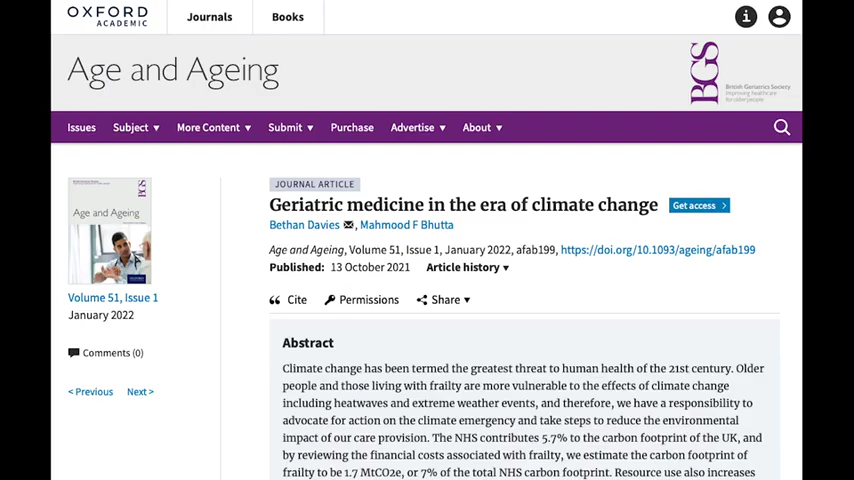 OXFORD
ACADEMIC
Journals
Books
Age and Ageing
BGS
British Geriatrics Society
Improving healthcare
for older people
Issues
Subject
More Content
Submit
Purchase
Advertise
About
BGS
Age and Ageing
Volume 51, Issue 1
January 2022
Comments (0)
< Previous
Next >
JOURNAL ARTICLE
Geriatric medicine in the era of climate change
Get access
Bethan Davies, Mahmood F Bhutta
Age and Ageing, Volume 51, Issue 1, January 2022, afab199, https://doi.org/10.1093/ageing/afab199
Published: 13 October 2021 Article history
Cite Permissions Share
Abstract
Climate change has been termed the greatest threat to human health of the 21st century. Older
people and those living with frailty are more vulnerable to the effects of climate change
including heatwaves and extreme weather events, and therefore, we have a responsibility to
advocate for action on the climate emergency and take steps to reduce the environmental
impact of our care provision. The NHS contributes 5.7% to the carbon footprint of the UK, and
by reviewing the financial costs associated with frailty, we estimate the carbon footprint of
frailty to be 1.7 MtCO2e, or 7% of the total NHS carbon footprint. Resource use also increases